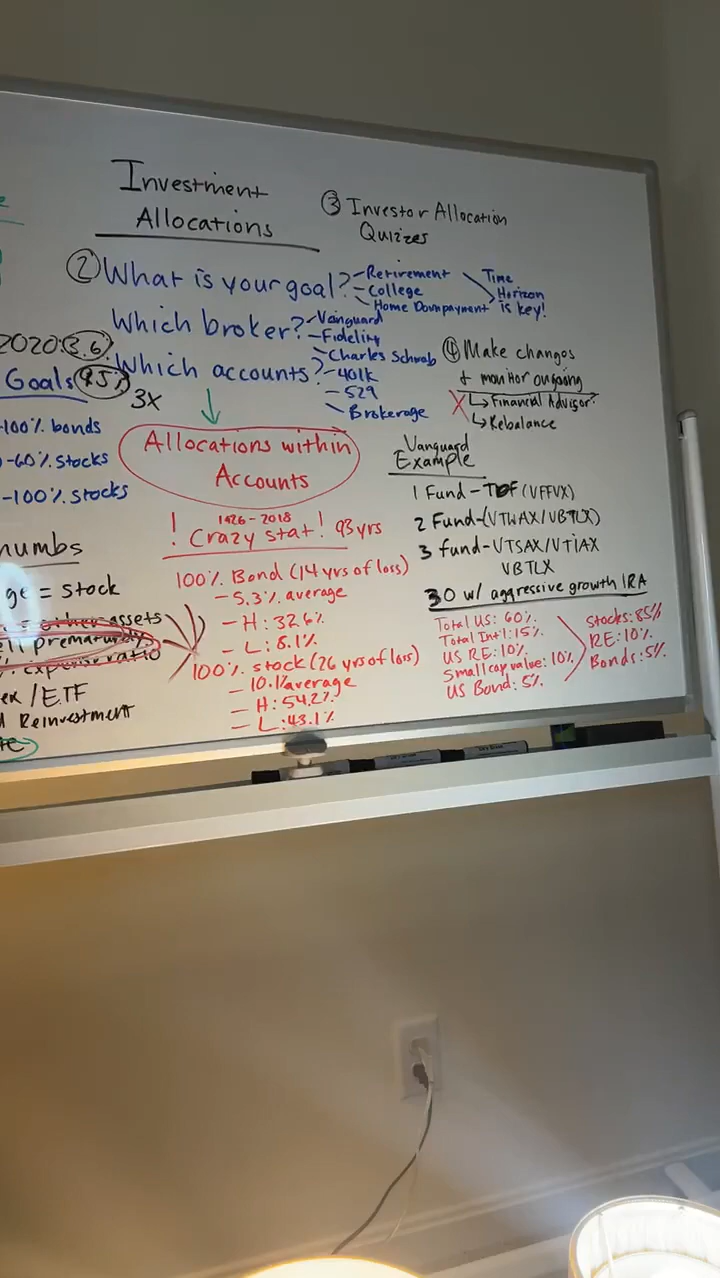 Investment
Allocations
③ Investor Allocation
Quizzes
② What is your goal?
- Retirement
- College
- Home Downpayment
Time
Horizon
is key!
Which broker?
- Vanguard
- Fidelity
- Charles Schwab
Which accounts?
- 401k
- 529
- Brokerage
④ Make changes
+ monitor ongoing
X ↳ Financial Advisor?
↳ Rebalance
2020: 3.6
Goals 95%
3X
-100% bonds
-60% stocks
-100% stocks
Allocations within
Accounts
1926-2018
! Crazy stat! 93 yrs
100% Bond (14 yrs of loss)
- 5.3% average
- H: 32.6%
- L: 8.1%
100% stock (26 yrs of loss)
- 10.1% average
- H: 54.2%
- L: 43.1%
numbs
ge = stock
other assets
ll prematurely
% expense ratio
ex / ETF
d Reinvestment
Vanguard
Example
1 Fund - TDF (VFFVX)
2 Fund - (VTWAX/VBTLX)
3 fund - VTSAX/VTIAX
VBTLX
30 w/ aggressive growth IRA
Total US: 60%
Total Int'l: 15%
US RE: 10%
Small cap value: 10%
US Bond: 5%
Stocks: 85%
RE: 10%
Bonds: 5%